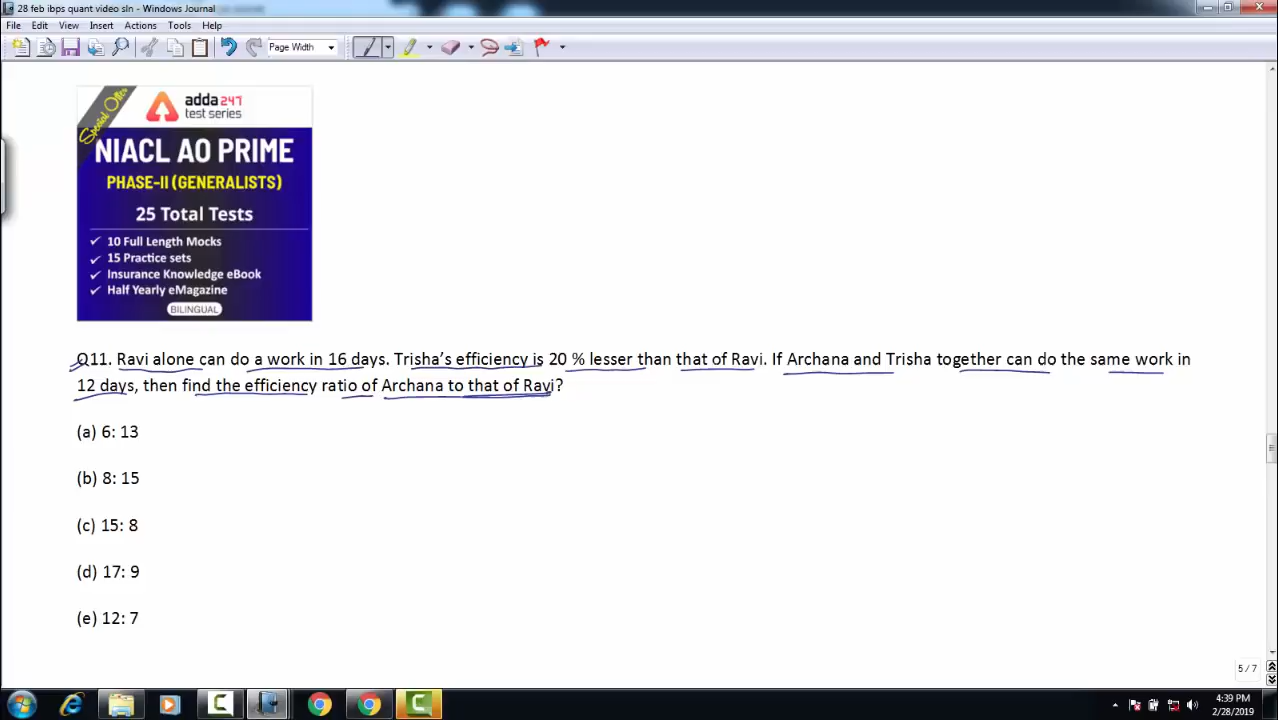 28 feb ibps quant video sln - Windows Journal
File Edit View Insert Actions Tools Help
Page Width
Special Offer
adda247
test series
NIACL AO PRIME
PHASE-II (GENERALISTS)
25 Total Tests
10 Full Length Mocks
15 Practice sets
Insurance Knowledge eBook
Half Yearly eMagazine
BILINGUAL
Q11. Ravi alone can do a work in 16 days. Trisha's efficiency is 20 % lesser than that of Ravi. If Archana and Trisha together can do the same work in
12 days, then find the efficiency ratio of Archana to that of Ravi?
(a) 6: 13
(b) 8: 15
(c) 15: 8
(d) 17: 9
(e) 12: 7
5 / 7
4:39 PM
2/28/2019